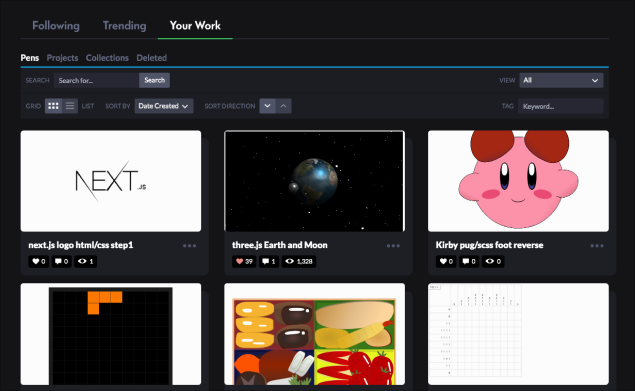 Following Trending Your Work
Pens Projects Collections Deleted
SEARCH Search for... Search VIEW All
GRID LIST SORT BY Date Created SORT DIRECTION TAG Keyword...
NEXT.JS
next.js logo html/css step1
0 0 1
three.js Earth and Moon
39 1 1,328
Kirby pug/scss foot reverse
0 0 0